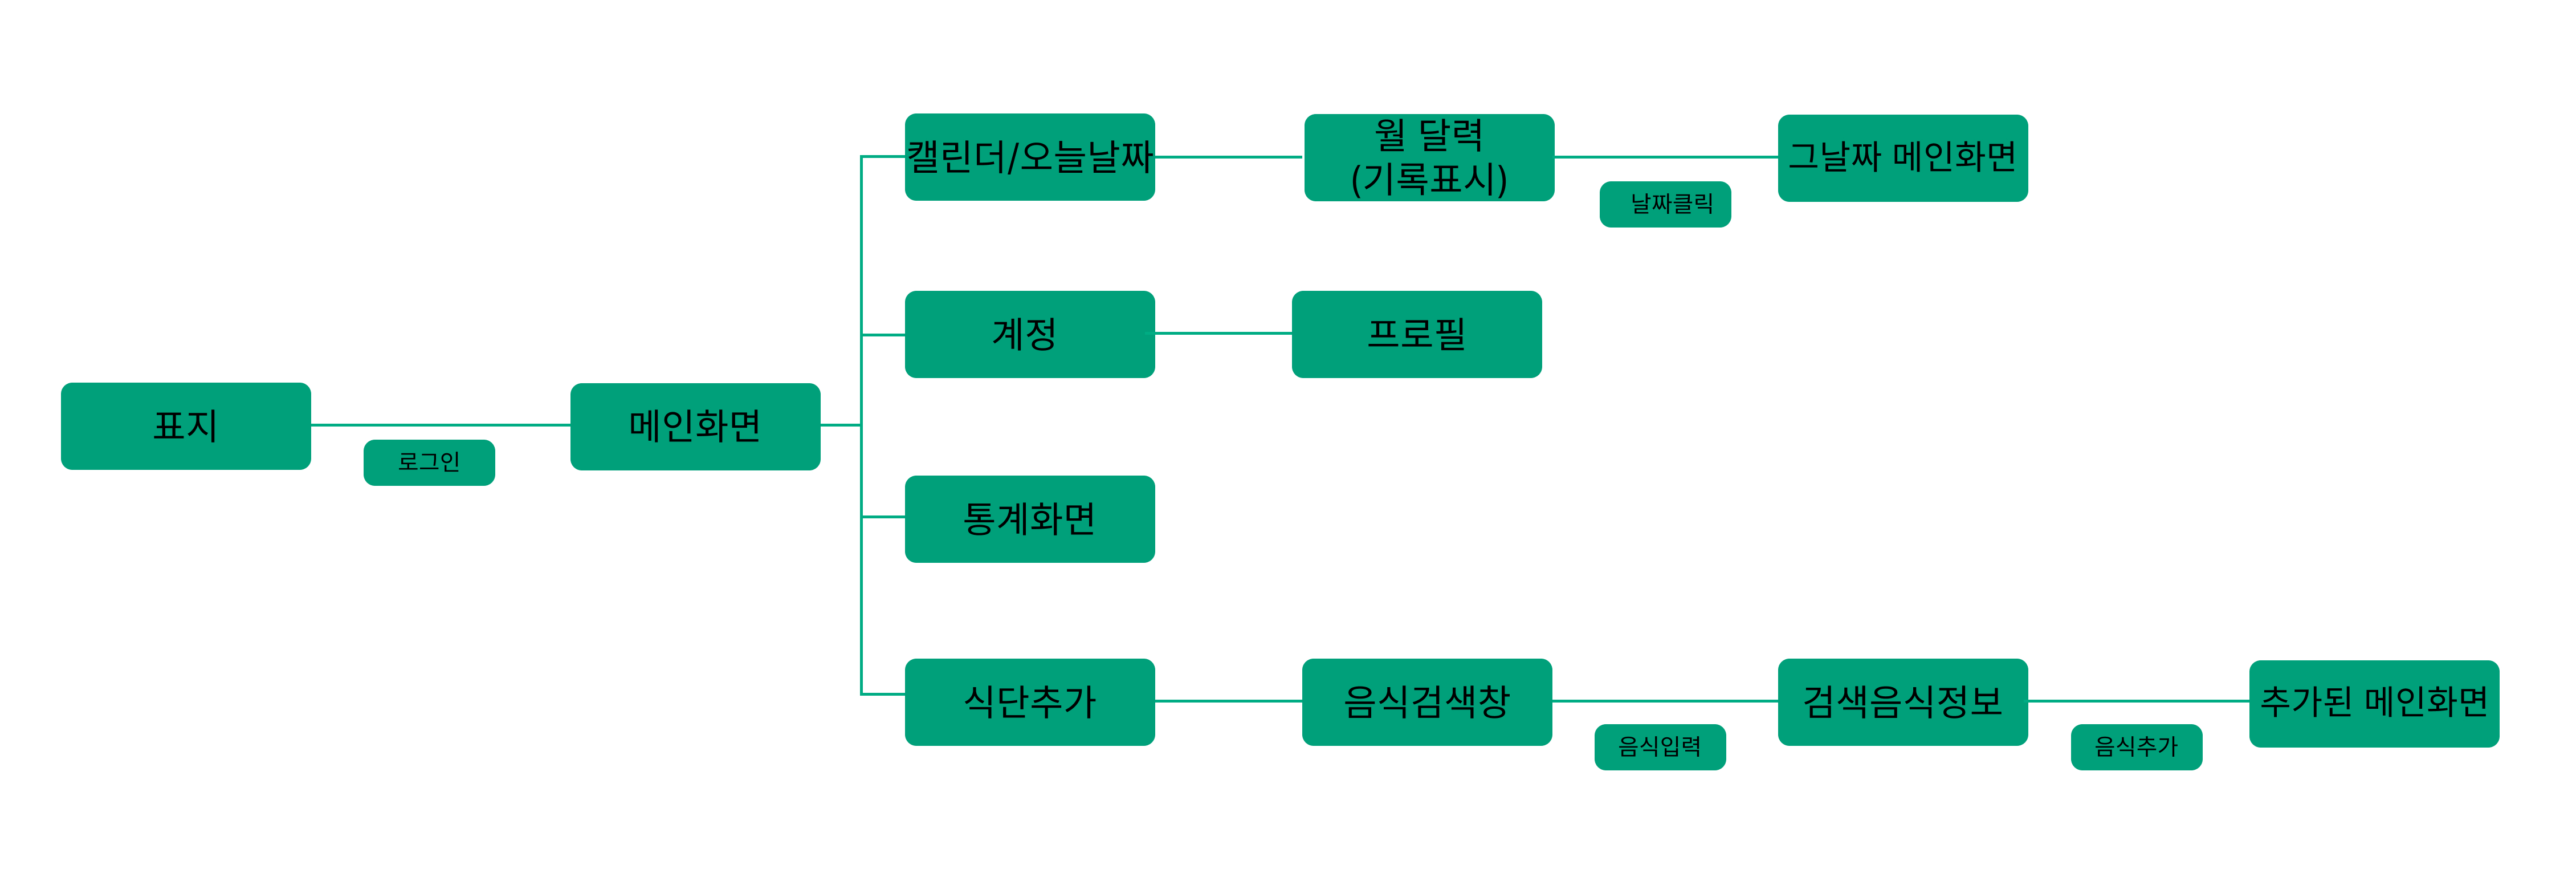 표지
로그인
메인화면
캘린더/오늘날짜
월 달력
(기록표시)
날짜클릭
그날짜 메인화면
계정
프로필
통계화면
식단추가
음식검색창
음식입력
검색음식정보
음식추가
추가된 메인화면